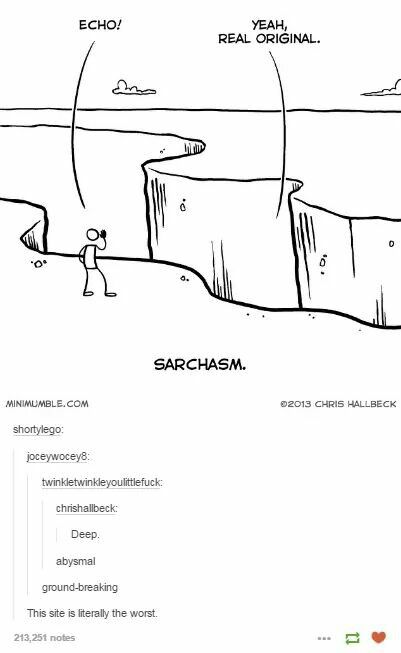 ECHO!
YEAH,
REAL ORIGINAL.
SARCHASM.
MINIMUMBLE.COM
©2013 CHRIS HALLBECK
shortylego:
joceywocey8:
twinkletwinkleyoulittlefuck:
chrishallbeck:
Deep.
abysmal
ground-breaking
This site is literally the worst.
213,251 notes